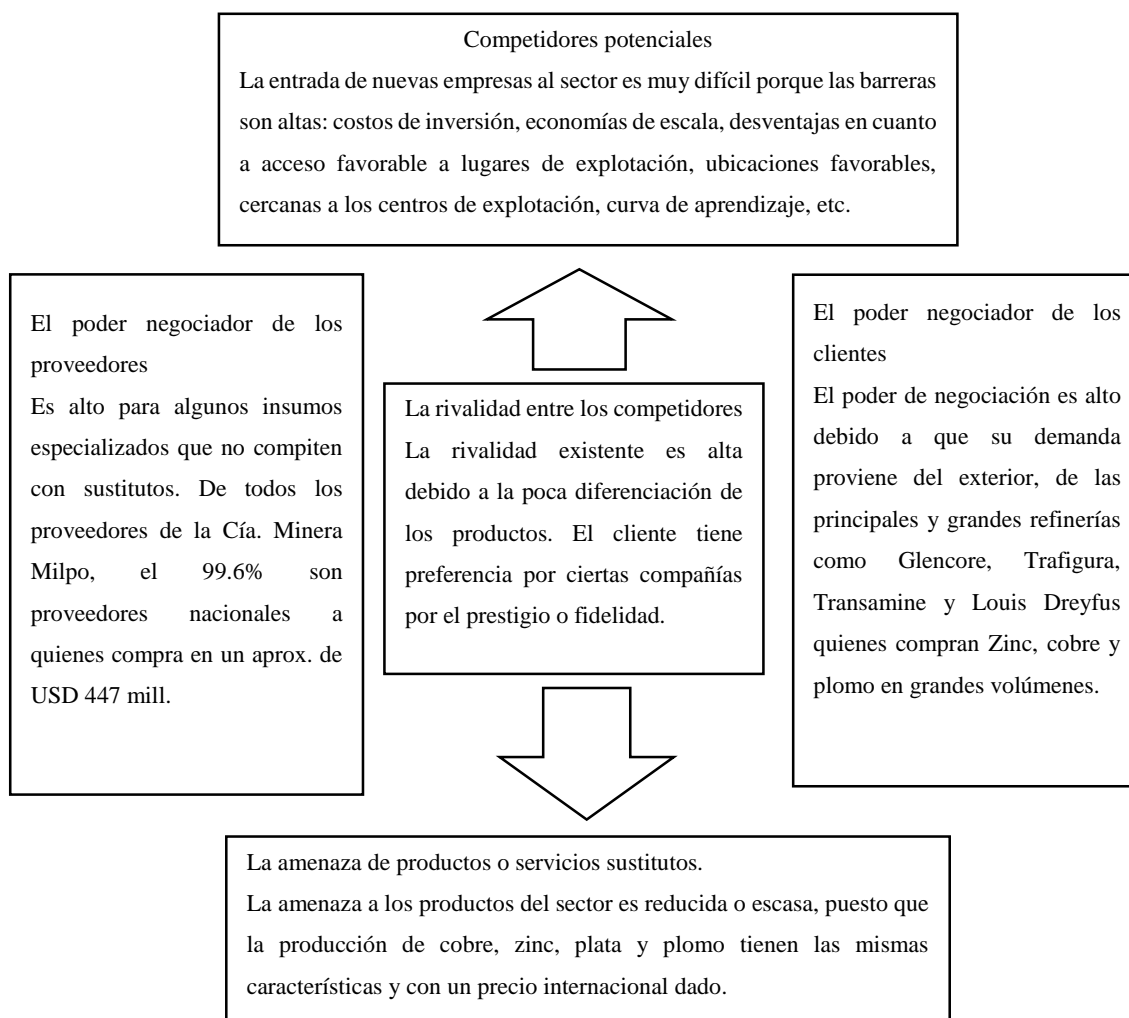 Competidores potenciales
La entrada de nuevas empresas al sector es muy difícil porque las barreras
son altas: costos de inversión, economías de escala, desventajas en cuanto
a acceso favorable a lugares de explotación, ubicaciones favorables,
cercanas a los centros de explotación, curva de aprendizaje, etc.
El poder negociador de los
proveedores
Es alto para algunos insumos
especializados que no compiten
con sustitutos. De todos los
proveedores de la Cía. Minera
Milpo, el 99.6% son
proveedores nacionales a
quienes compra en un aprox. de
USD 447 mill.
La rivalidad entre los competidores
La rivalidad existente es alta
debido a la poca diferenciación de
los productos. El cliente tiene
preferencia por ciertas compañías
por el prestigio o fidelidad.
El poder negociador de los
clientes
El poder de negociación es alto
debido a que su demanda
proviene del exterior, de las
principales y grandes refinerías
como Glencore, Trafigura,
Transamine y Louis Dreyfus
quienes compran Zinc, cobre y
plomo en grandes volúmenes.
La amenaza de productos o servicios sustitutos.
La amenaza a los productos del sector es reducida o escasa, puesto que
la producción de cobre, zinc, plata y plomo tienen las mismas
características y con un precio internacional dado.